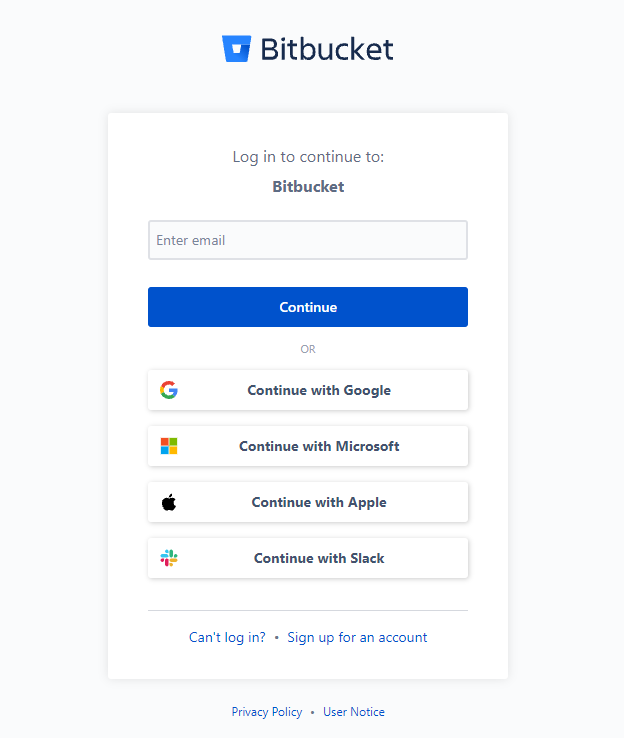 Bitbucket
Log in to continue to:
Bitbucket
Enter email
Continue
OR
Continue with Google
Continue with Microsoft
Continue with Apple
Continue with Slack
Can't log in? • Sign up for an account
Privacy Policy • User Notice